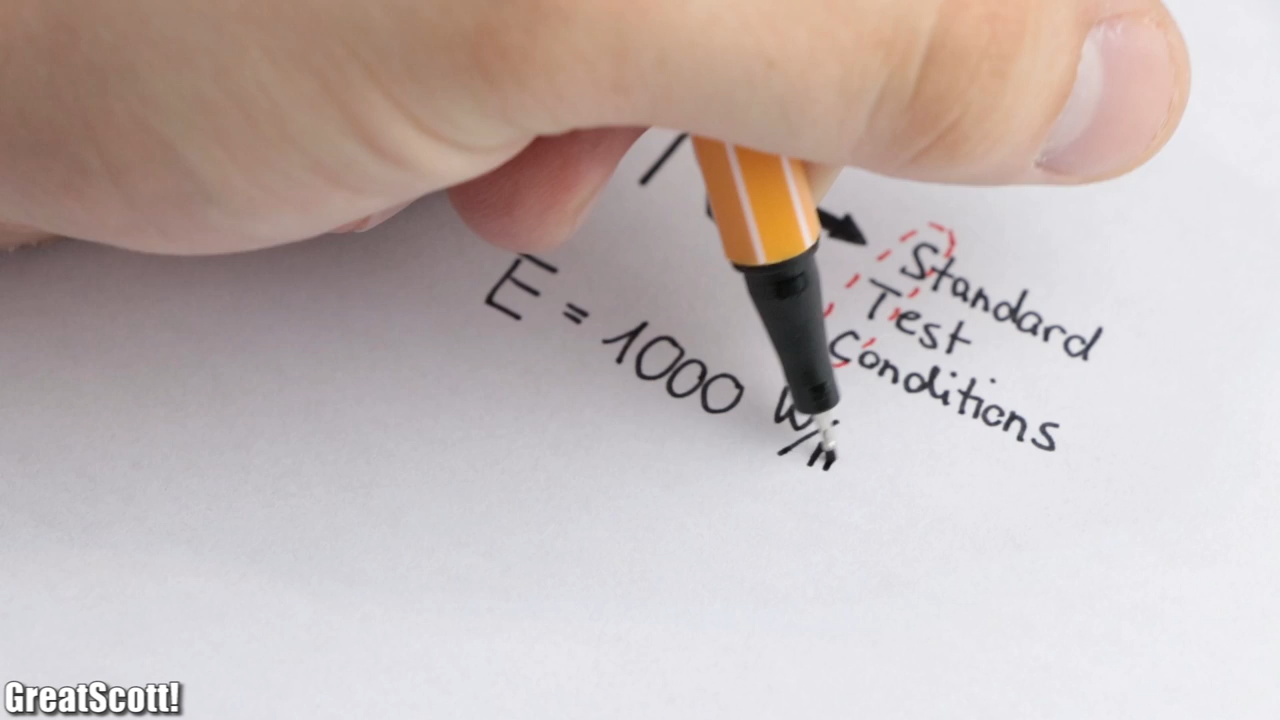 Standard
Test
Conditions
E = 1000 W/
GreatScott!